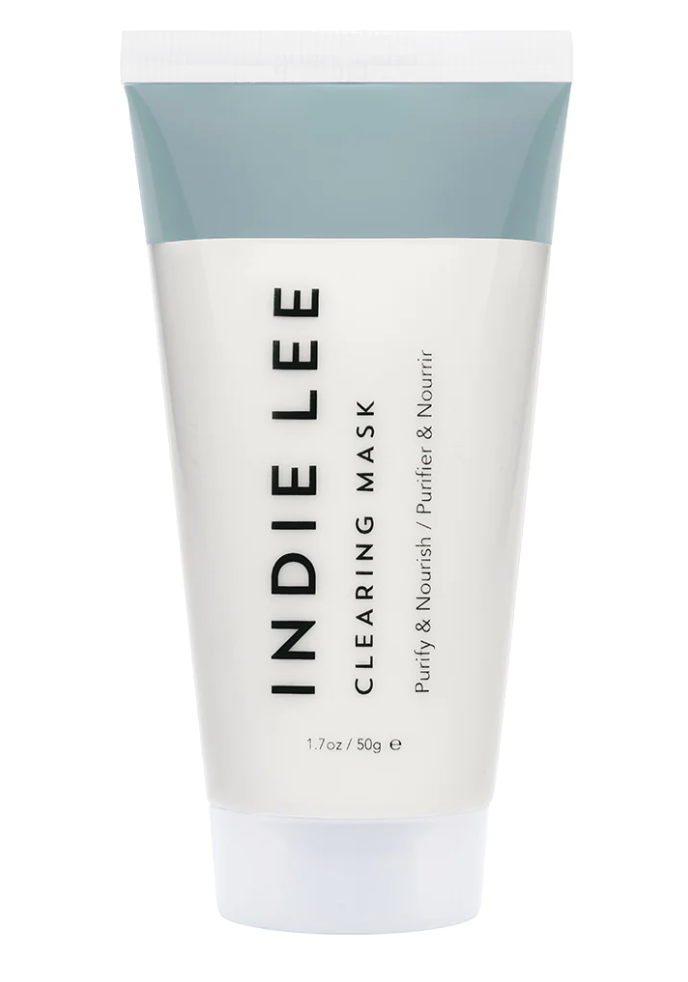 INDIE LEE
CLEARING MASK
Purify & Nourish / Purifier & Nourrir
1.7oz / 50g ℮